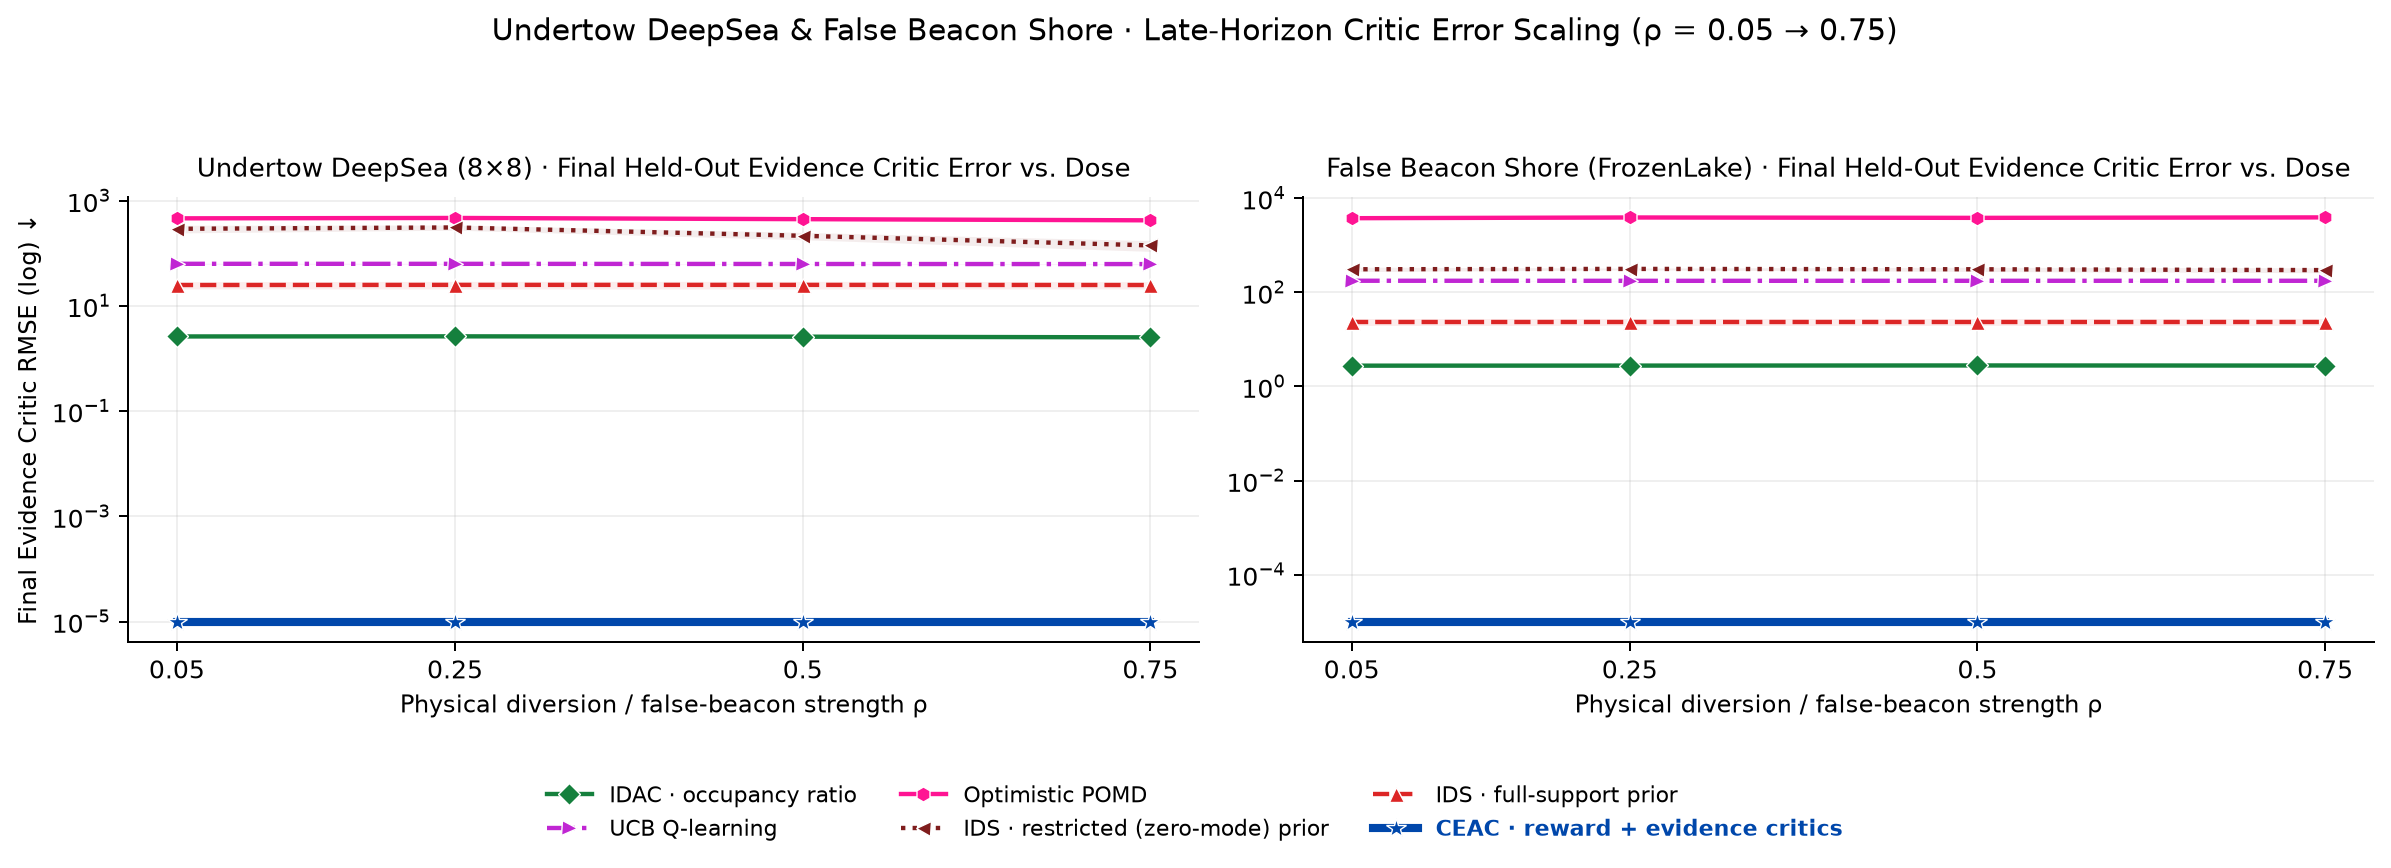 Undertow DeepSea & False Beacon Shore · Late-Horizon Critic Error Scaling (ρ = 0.05 → 0.75)
Undertow DeepSea (8×8) · Final Held-Out Evidence Critic Error vs. Dose
Final Evidence Critic RMSE (log) ↓
10³
10¹
10⁻¹
10⁻³
10⁻⁵
0.05 0.25 0.5 0.75
Physical diversion / false-beacon strength ρ
False Beacon Shore (FrozenLake) · Final Held-Out Evidence Critic Error vs. Dose
10⁴
10²
10⁰
10⁻²
10⁻⁴
0.05 0.25 0.5 0.75
Physical diversion / false-beacon strength ρ
IDAC · occupancy ratio
UCB Q-learning
Optimistic POMD
IDS · restricted (zero-mode) prior
IDS · full-support prior
CEAC · reward + evidence critics